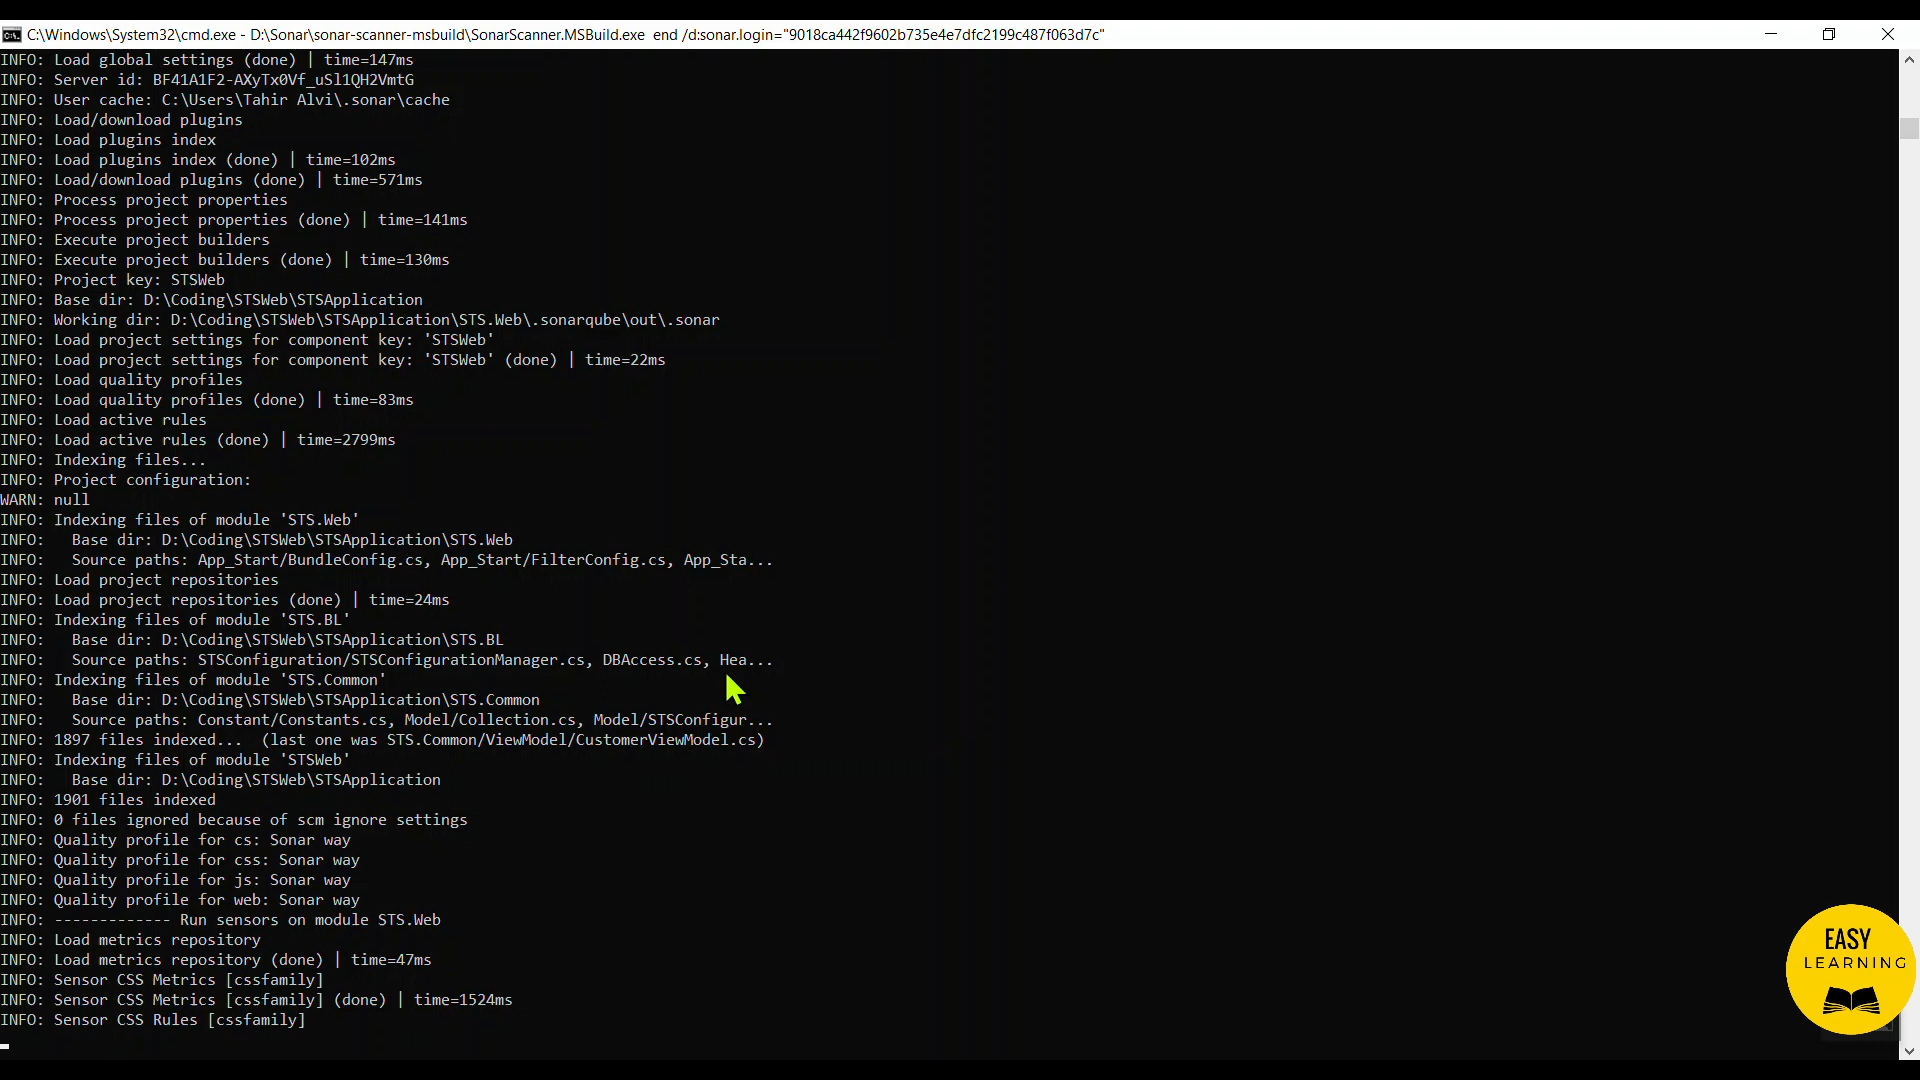 C:\Windows\System32\cmd.exe - D:\Sonar\sonar-scanner-msbuild\SonarScanner.MSBuild.exe  end /d:sonar.login="9018ca442f9602b735e4e7dfc2199c487f063d7c"
INFO: Load global settings (done) | time=147ms
INFO: Server id: BF41A1F2-AXyTx0Vf_uSl1QH2VmtG
INFO: User cache: C:\Users\Tahir Alvi\.sonar\cache
INFO: Load/download plugins
INFO: Load plugins index
INFO: Load plugins index (done) | time=102ms
INFO: Load/download plugins (done) | time=571ms
INFO: Process project properties
INFO: Process project properties (done) | time=141ms
INFO: Execute project builders
INFO: Execute project builders (done) | time=130ms
INFO: Project key: STSWeb
INFO: Base dir: D:\Coding\STSWeb\STSApplication
INFO: Working dir: D:\Coding\STSWeb\STSApplication\STS.Web\.sonarqube\out\.sonar
INFO: Load project settings for component key: 'STSWeb'
INFO: Load project settings for component key: 'STSWeb' (done) | time=22ms
INFO: Load quality profiles
INFO: Load quality profiles (done) | time=83ms
INFO: Load active rules
INFO: Load active rules (done) | time=2799ms
INFO: Indexing files...
INFO: Project configuration:
WARN: null
INFO: Indexing files of module 'STS.Web'
INFO:   Base dir: D:\Coding\STSWeb\STSApplication\STS.Web
INFO:   Source paths: App_Start/BundleConfig.cs, App_Start/FilterConfig.cs, App_Sta...
INFO: Load project repositories
INFO: Load project repositories (done) | time=24ms
INFO: Indexing files of module 'STS.BL'
INFO:   Base dir: D:\Coding\STSWeb\STSApplication\STS.BL
INFO:   Source paths: STSConfiguration/STSConfigurationManager.cs, DBAccess.cs, Hea...
INFO: Indexing files of module 'STS.Common'
INFO:   Base dir: D:\Coding\STSWeb\STSApplication\STS.Common
INFO:   Source paths: Constant/Constants.cs, Model/Collection.cs, Model/STSConfigur...
INFO: 1897 files indexed...  (last one was STS.Common/ViewModel/CustomerViewModel.cs)
INFO: Indexing files of module 'STSWeb'
INFO:   Base dir: D:\Coding\STSWeb\STSApplication
INFO: 1901 files indexed
INFO: 0 files ignored because of scm ignore settings
INFO: Quality profile for cs: Sonar way
INFO: Quality profile for css: Sonar way
INFO: Quality profile for js: Sonar way
INFO: Quality profile for web: Sonar way
INFO: ------------- Run sensors on module STS.Web
INFO: Load metrics repository
INFO: Load metrics repository (done) | time=47ms
INFO: Sensor CSS Metrics [cssfamily]
INFO: Sensor CSS Metrics [cssfamily] (done) | time=1524ms
INFO: Sensor CSS Rules [cssfamily]
EASY
LEARNING